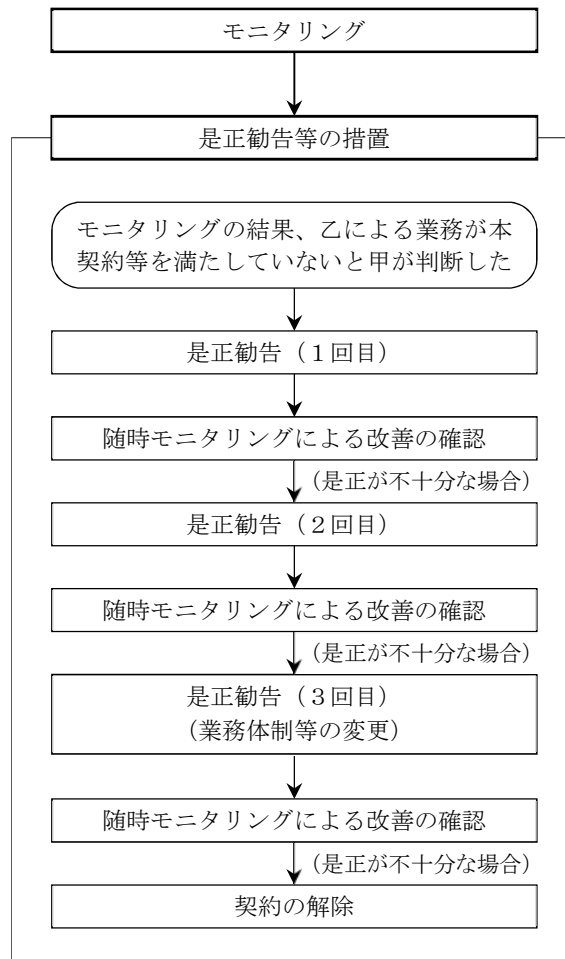 モニタリング
是正勧告等の措置
モニタリングの結果、乙による業務が本
契約等を満たしていないと甲が判断した
是正勧告（１回目）
随時モニタリングによる改善の確認
（是正が不十分な場合）
是正勧告（２回目）
随時モニタリングによる改善の確認
（是正が不十分な場合）
是正勧告（３回目）
（業務体制等の変更）
随時モニタリングによる改善の確認
（是正が不十分な場合）
契約の解除